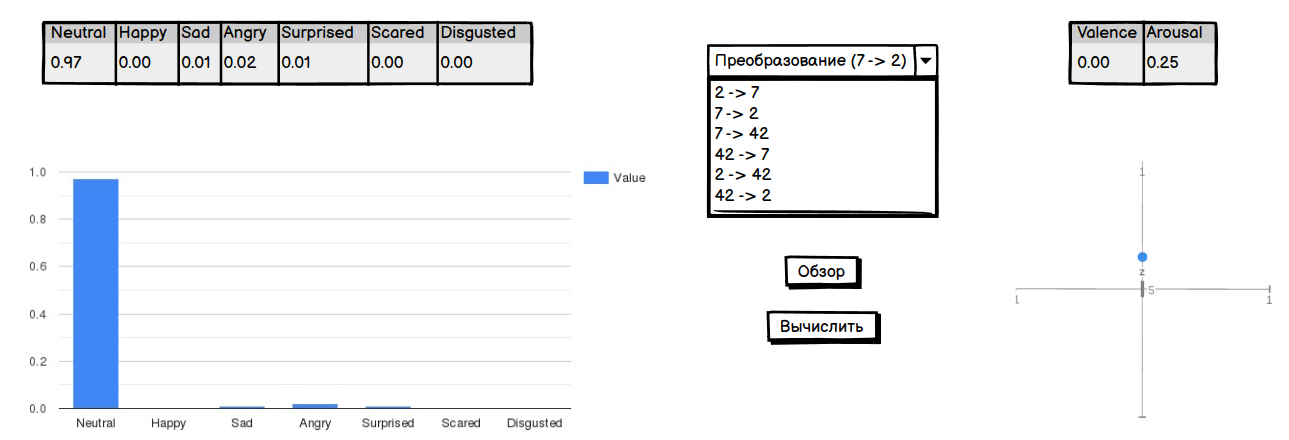 Neutral Happy Sad Angry Surprised Scared Disgusted
0.97 0.00 0.01 0.02 0.01 0.00 0.00
1.0
0.8
0.6
0.4
0.2
0.0
Neutral Happy Sad Angry Surprised Scared Disgusted
Value
Преобразование (7 -> 2)
2 -> 7
7 -> 2
7 -> 42
42 -> 7
2 -> 42
42 -> 2
Обзор
Вычислить
Valence Arousal
0.00 0.25
1
z
5
1 1